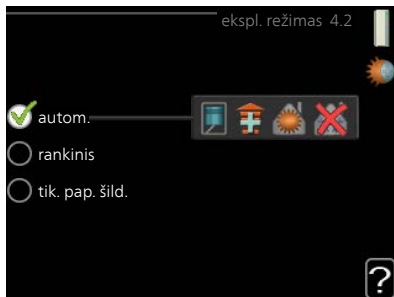 ekspl. režimas 4.2
autom.
rankinis
tik. pap. šild.
?